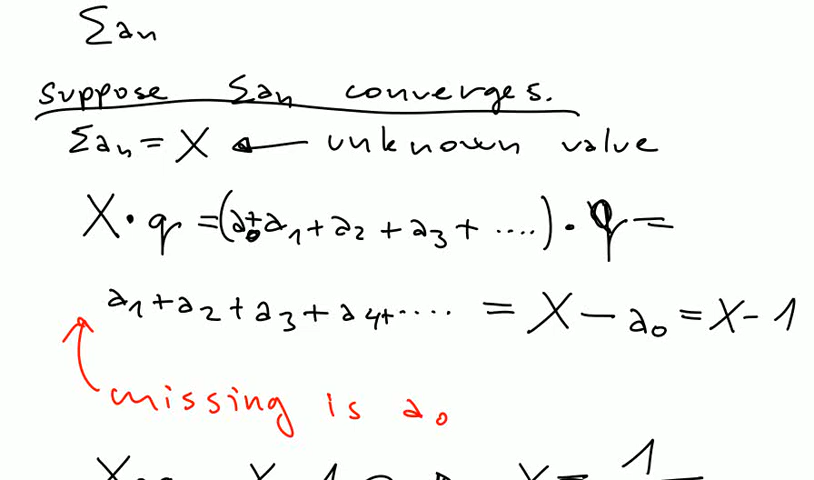 Σan
Suppose Σan converges.
Σan = X ← unknown value
X · q = (a0 + a1 + a2 + a3 + ....) · q =
a1 + a2 + a3 + a4 + ..... = X - a0 = X - 1
missing is a0